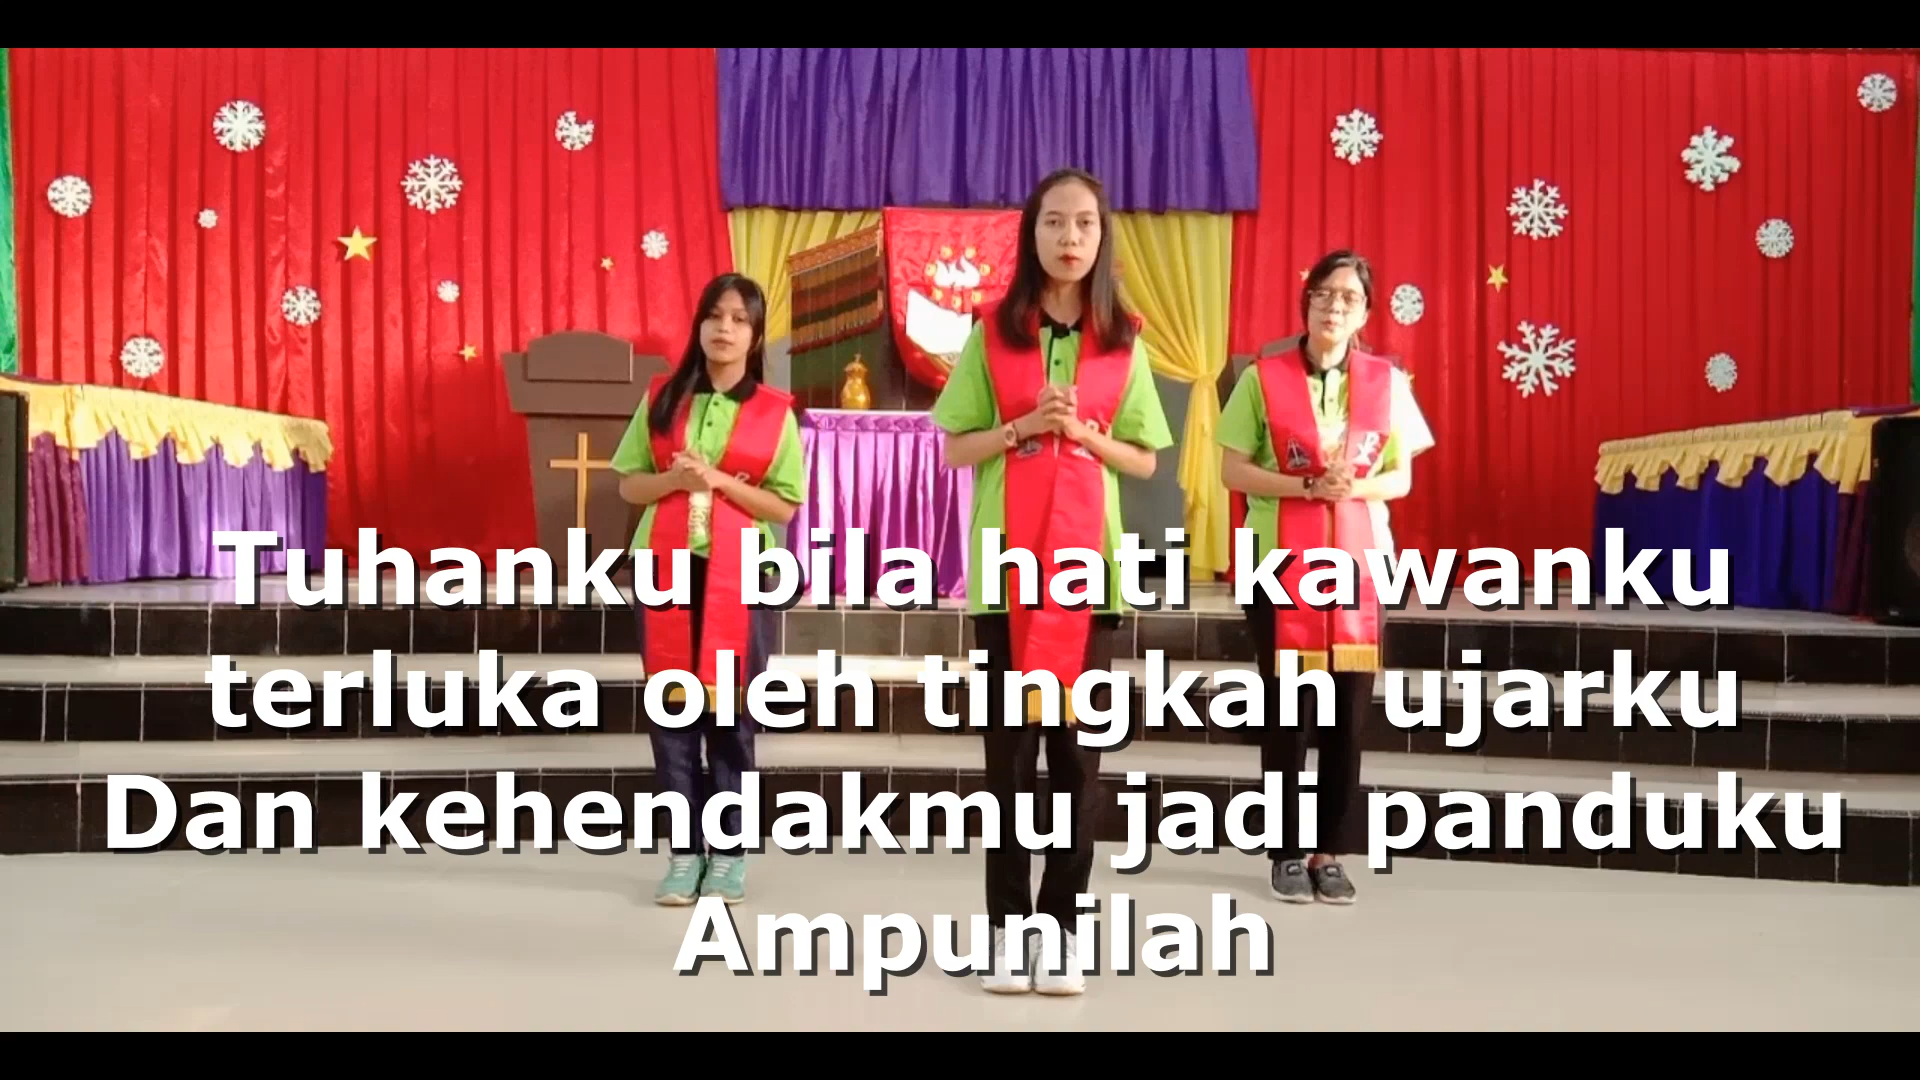 Tuhanku bila hati kawanku
terluka oleh tingkah ujarku
Dan kehendakmu jadi panduku
Ampunilah